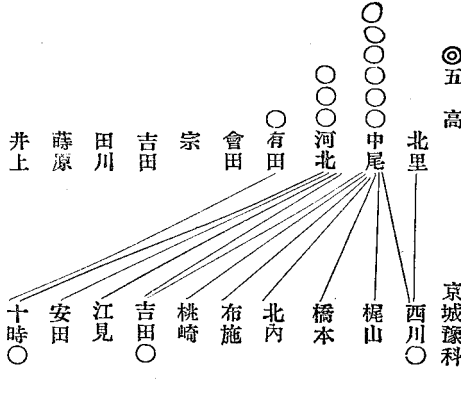 ◎五高
京城豫科
○○○○○○
○○○
○
北里
中尾
河北
有田
會田
宗
吉田
田川
蒔原
井上
西川○
梶山
橋本
北內
布施
桃崎
吉田○
江見
安田
十時○